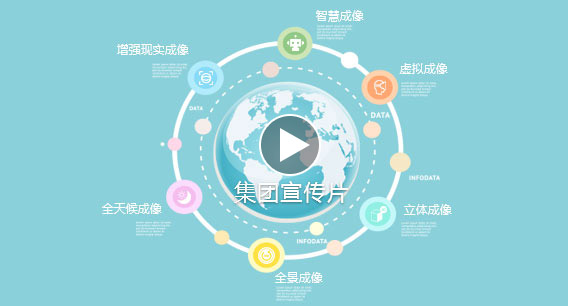 智慧成像
增强现实成像
虚拟成像
DATA
DATA
INFODATA
集团宣传片
全天候成像
立体成像
INFODATA
全景成像